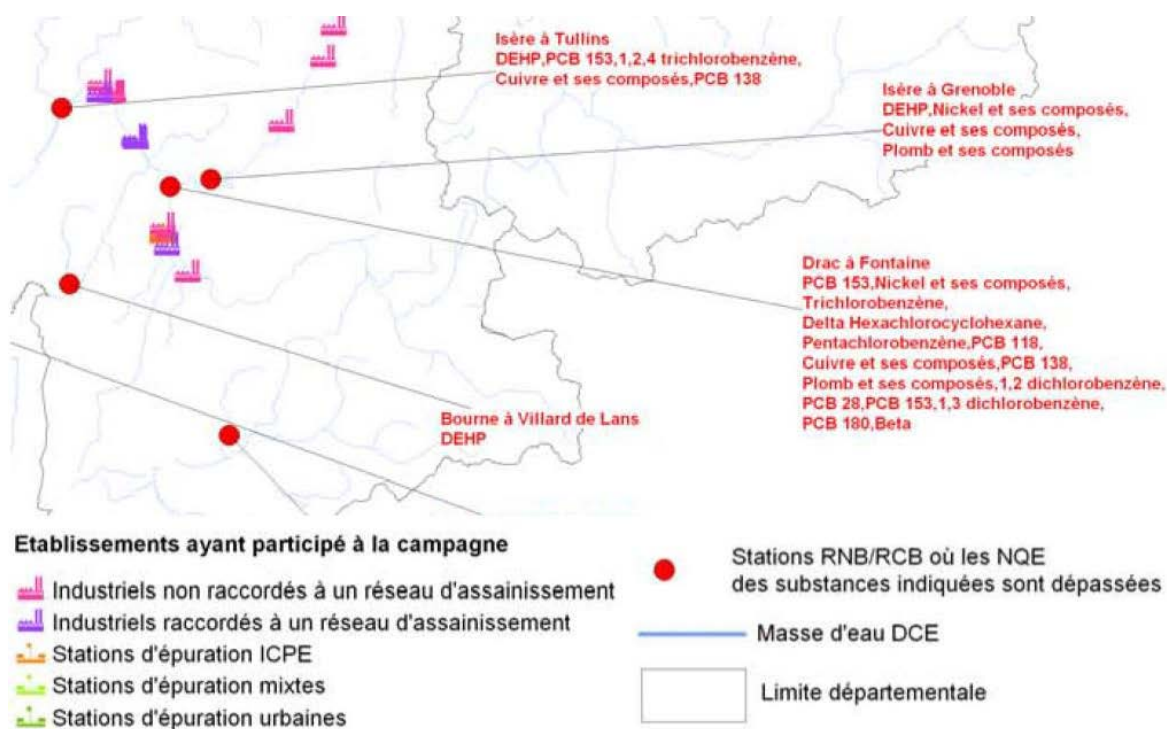 Isère à Tullins
DEHP,PCB 153,1,2,4 trichlorobenzène,
Cuivre et ses composés,PCB 138
Isère à Grenoble
DEHP,Nickel et ses composés,
Cuivre et ses composés,
Plomb et ses composés
Drac à Fontaine
PCB 153,Nickel et ses composés,
Trichlorobenzène,
Delta Hexachlorocyclohexane,
Pentachlorobenzène,PCB 118,
Cuivre et ses composés,PCB 138,
Plomb et ses composés,1,2 dichlorobenzène,
PCB 28,PCB 153,1,3 dichlorobenzène,
PCB 180,Beta
Bourne à Villard de Lans
DEHP
Etablissements ayant participé à la campagne
Industriels non raccordés à un réseau d'assainissement
Industriels raccordés à un réseau d'assainissement
Stations d'épuration ICPE
Stations d'épuration mixtes
Stations d'épuration urbaines
Stations RNB/RCB où les NQE
des substances indiquées sont dépassées
Masse d'eau DCE
Limite départementale